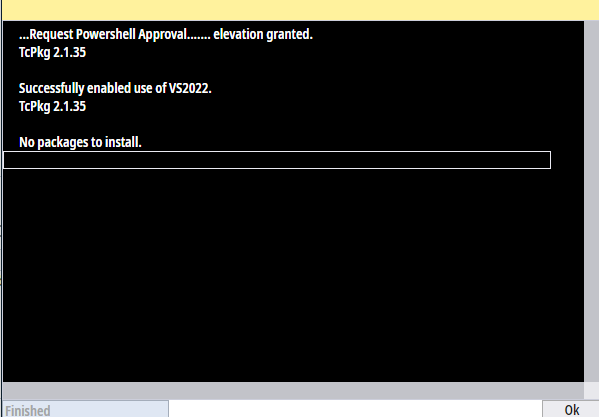 ...Request Powershell Approval....... elevation granted.
TcPkg 2.1.35
Successfully enabled use of VS2022.
TcPkg 2.1.35
No packages to install.
Finished
Ok